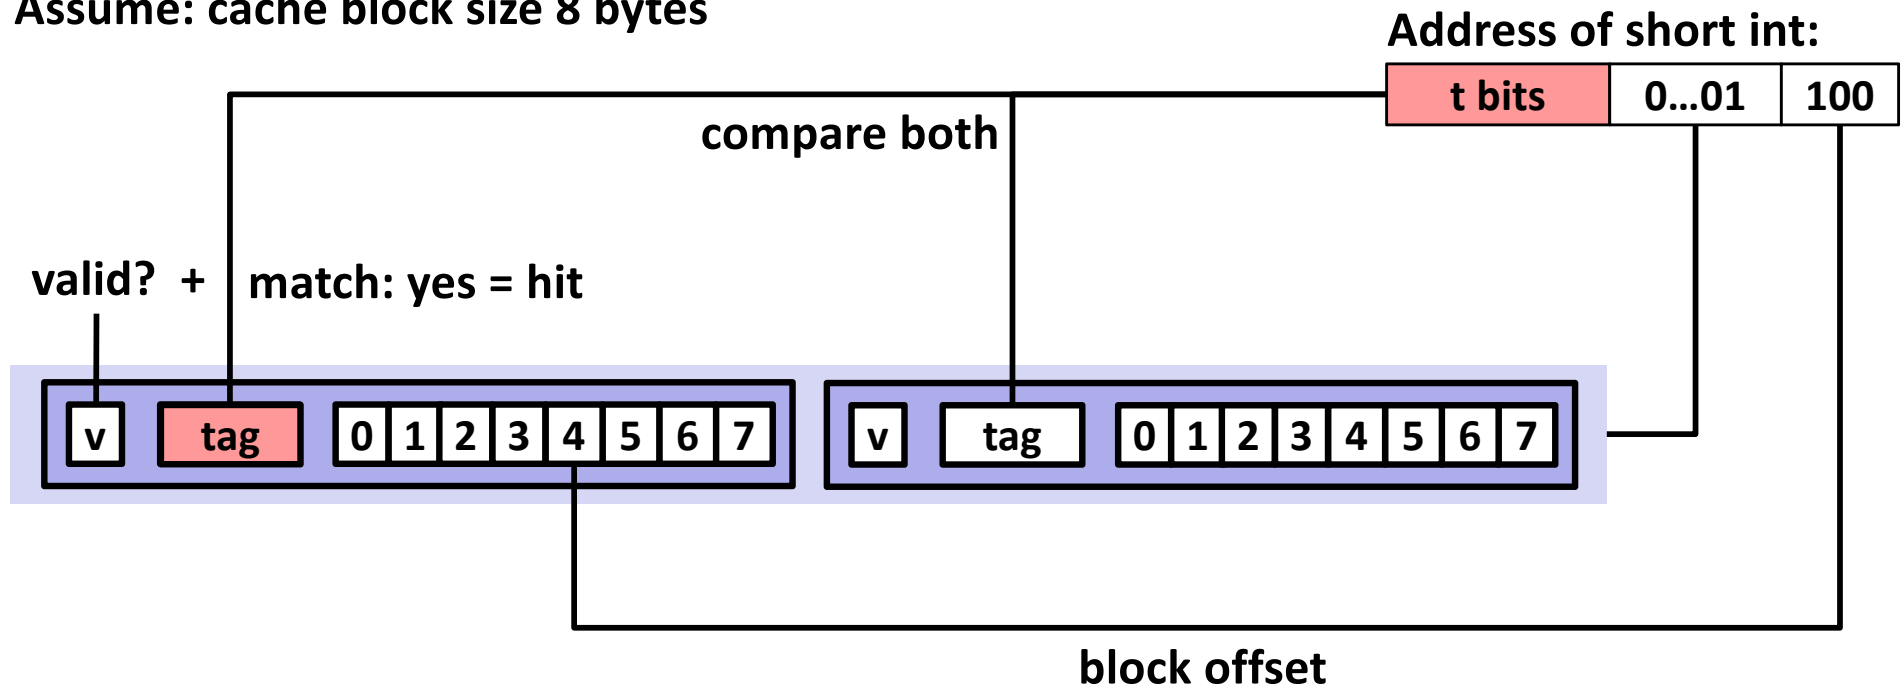 Assume: cache block size 8 bytes
Address of short int:
t bits 0...01 100
compare both
valid? + match: yes = hit
v tag 0 1 2 3 4 5 6 7 v tag 0 1 2 3 4 5 6 7
block offset